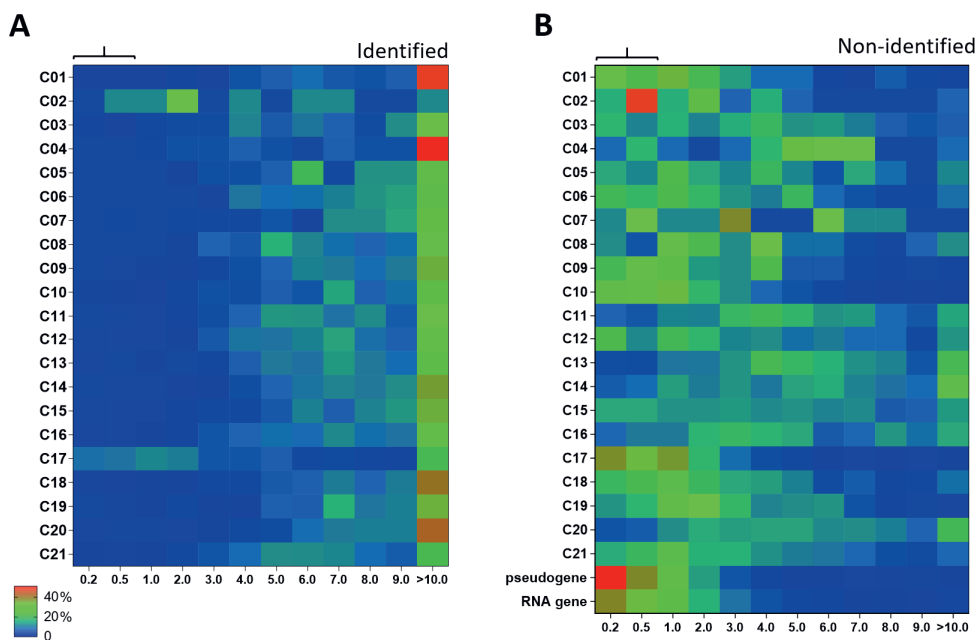 A
Identified
C01
C02
C03
C04
C05
C06
C07
C08
C09
C10
C11
C12
C13
C14
C15
C16
C17
C18
C19
C20
C21
0.2 0.5 1.0 2.0 3.0 4.0 5.0 6.0 7.0 8.0 9.0 >10.0
40%
20%
0
B
Non-identified
C01
C02
C03
C04
C05
C06
C07
C08
C09
C10
C11
C12
C13
C14
C15
C16
C17
C18
C19
C20
C21
pseudogene
RNA gene
0.2 0.5 1.0 2.0 3.0 4.0 5.0 6.0 7.0 8.0 9.0 >10.0